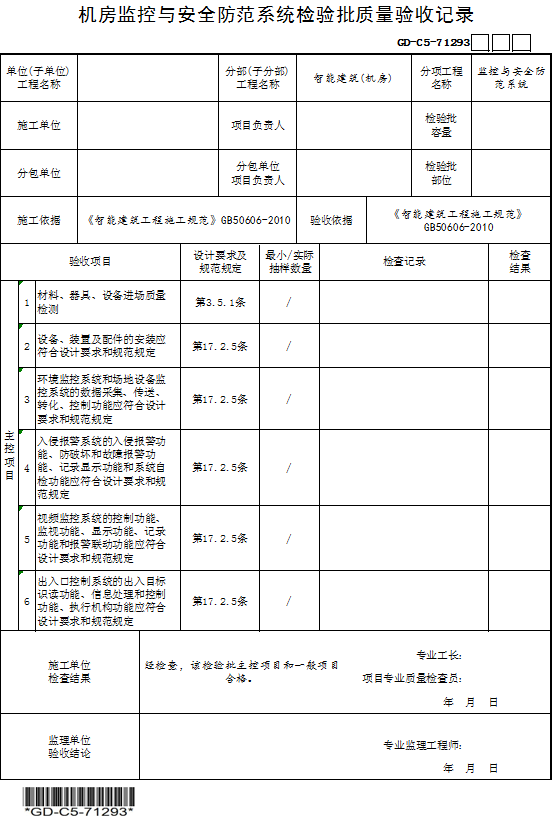 机房监控与安全防范系统检验批质量验收记录
GD-C5-71293
单位(子单位)
工程名称
分部(子分部)
工程名称
智能建筑(机房)
分项工程
名称
监控与安全防
范系统
施工单位
项目负责人
检验批
容量
分包单位
分包单位
项目负责人
检验批
部位
施工依据
《智能建筑工程施工规范》GB50606-2010
验收依据
《智能建筑工程施工规范》
GB50606-2010
验收项目
设计要求及
规范规定
最小/实际
抽样数量
检查记录
检查
结果
主
控
项
目
1
材料、器具、设备进场质量
检测
第3.5.1条
/
2
设备、装置及配件的安装应
符合设计要求和规范规定
第17.2.5条
/
3
环境监控系统和场地设备监
控系统的数据采集、传送、
转化、控制功能应符合设计
要求和规范规定
第17.2.5条
/
4
入侵报警系统的入侵报警功
能、防破坏和故障报警功
能、记录显示功能和系统自
检功能应符合设计要求和规
范规定
第17.2.5条
/
5
视频监控系统的控制功能、
监视功能、显示功能、记录
功能和报警联动功能应符合
设计要求和规范规定
第17.2.5条
/
6
出入口控制系统的出入目标
识读功能、信息处理和控制
功能、执行机构功能应符合
设计要求和规范规定
第17.2.5条
/
施工单位
检查结果
经检查，该检验批主控项目和一般项目
合格。
专业工长:
项目专业质量检查员:
年 月 日
监理单位
验收结论
专业监理工程师:
年 月 日
*GD-C5-71293*